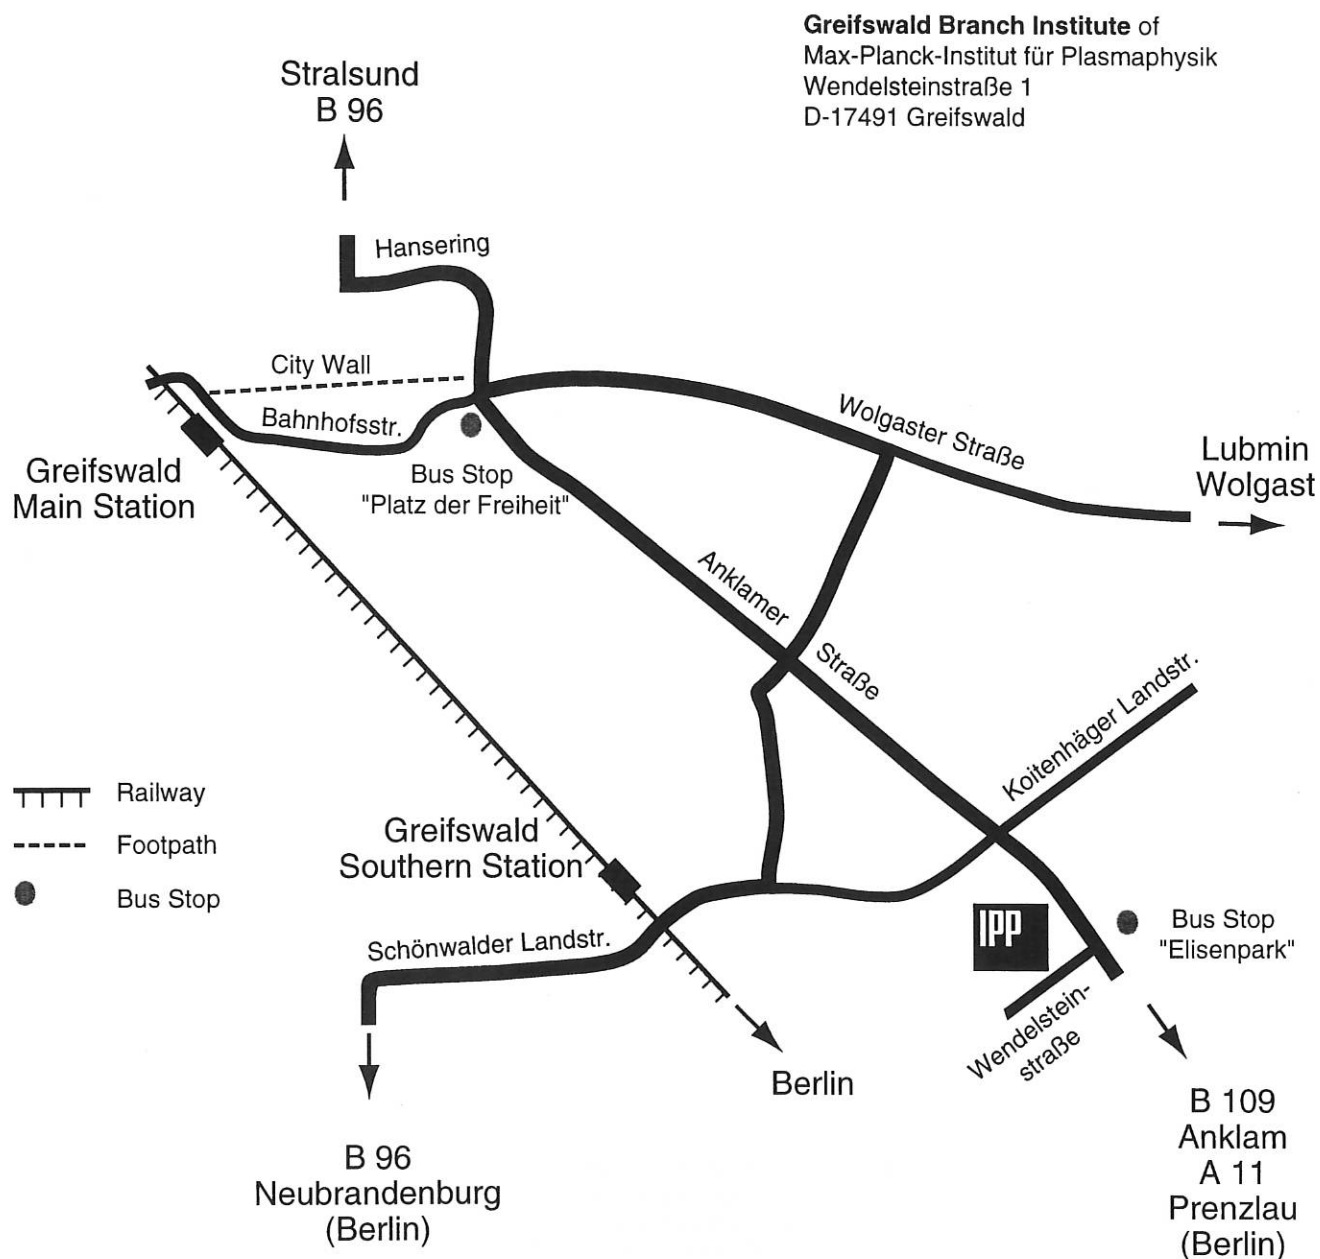 Greifswald Branch Institute of
Max-Planck-Institut für Plasmaphysik
Wendelsteinstraße 1
D-17491 Greifswald
Stralsund
B 96
Hansering
City Wall
Bahnhofsstr.
Wolgaster Straße
Greifswald
Main Station
Bus Stop
"Platz der Freiheit"
Lubmin
Wolgast
Anklamer
Straße
Koitenhäger Landstr.
Railway
Footpath
Bus Stop
Greifswald
Southern Station
Schönwalder Landstr.
IPP
Bus Stop
"Elisenpark"
Wendelstein-
straße
Berlin
B 96
Neubrandenburg
(Berlin)
B 109
Anklam
A 11
Prenzlau
(Berlin)